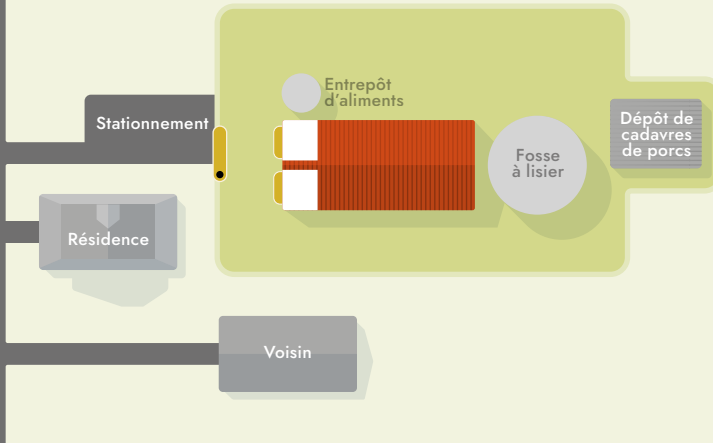 Entrepôt
d'aliments
Stationnement
Dépôt de
cadavres
de porcs
Fosse
à lisier
Résidence
Voisin